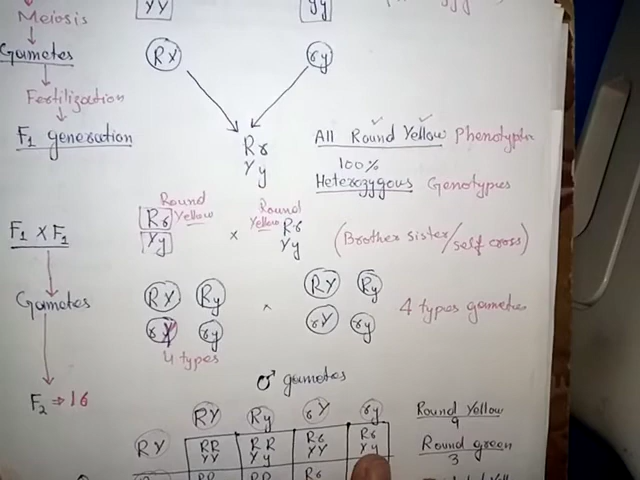 Meiosis
YY
yy
Gametes
RY
ry
Fertilization
F1 generation
Rr
Yy
All Round Yellow Phenotype
100%
Heterozygous Genotypes
F1 X F1
Round Yellow
Rr
Yy
×
Round Yellow
Rr
Yy
(Brother sister/self cross)
Gametes
RY Ry
rY ry
4 types
×
RY Ry
rY ry
4 types gametes
F2 ⇒ 16
♂ gametes
RY Ry rY ry
RY
RR YY
RR Yy
Rr YY
Rr Yy
Round Yellow
9
Round green
3
RR
RR
Rr